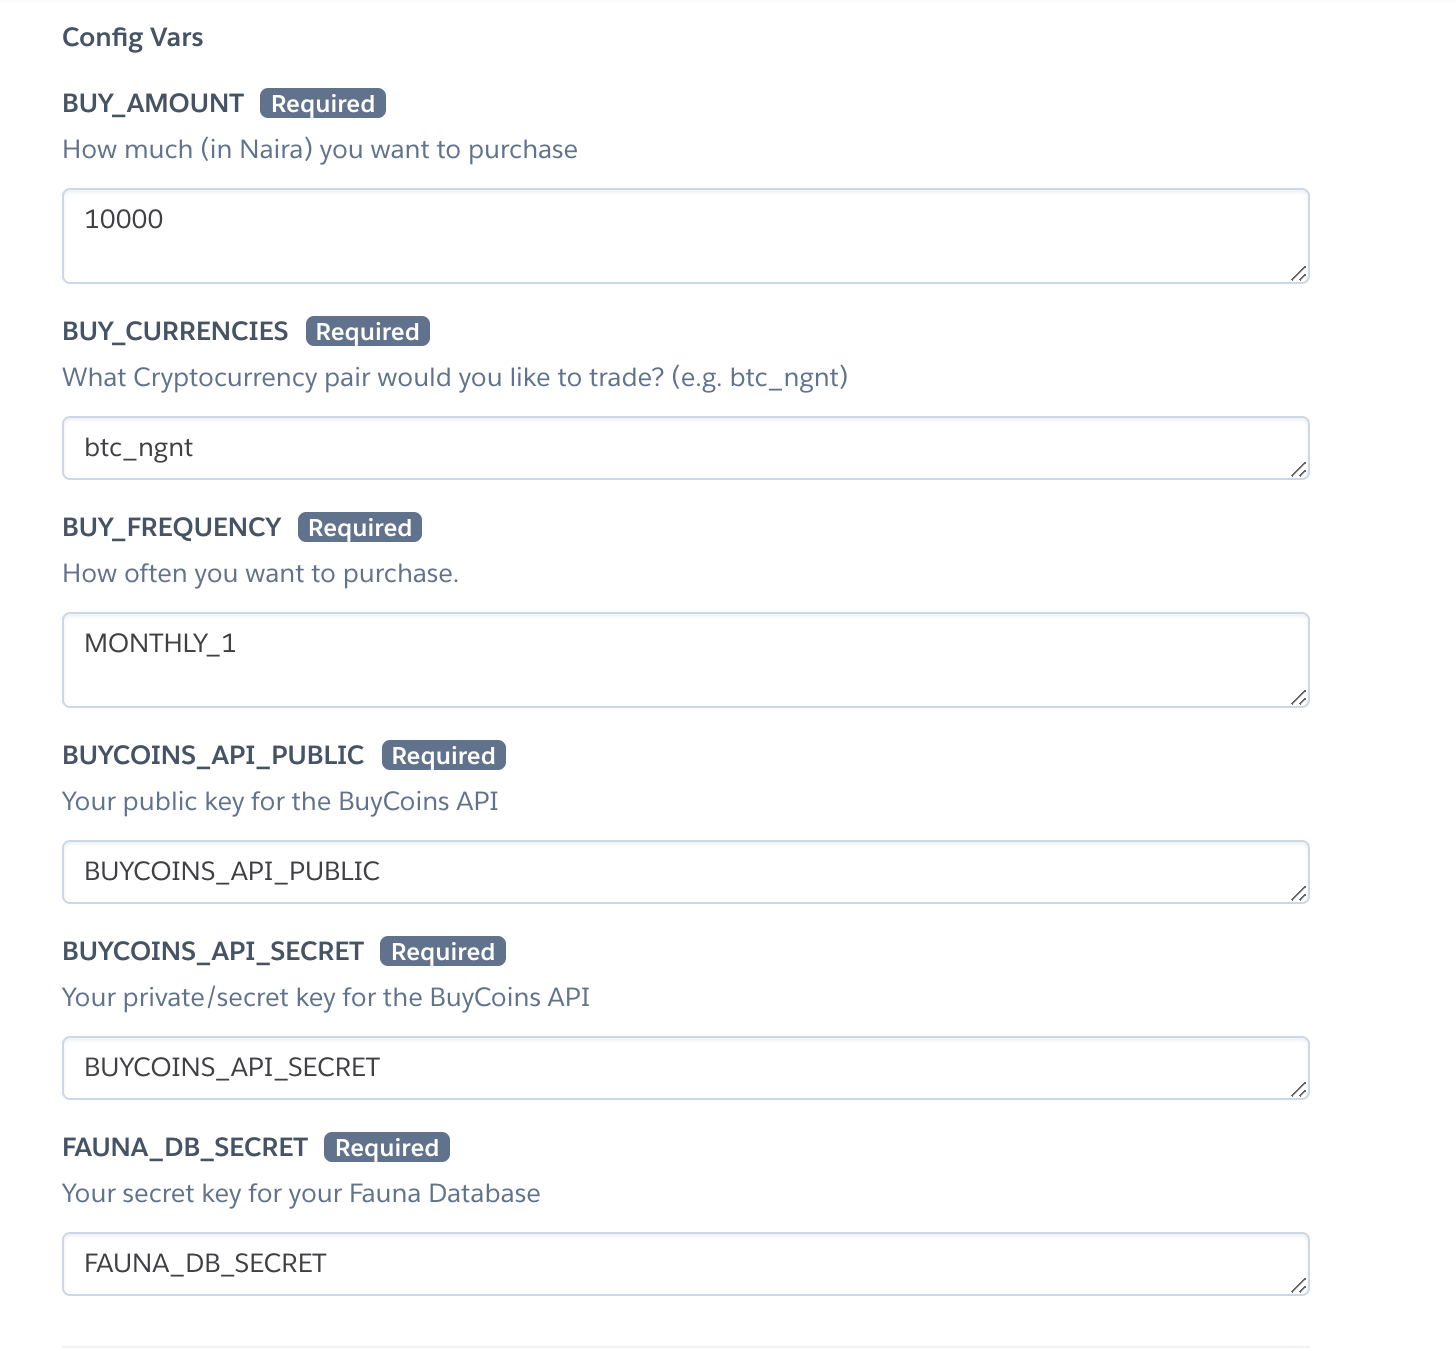 Config Vars
BUY_AMOUNT Required
How much (in Naira) you want to purchase
10000
BUY_CURRENCIES Required
What Cryptocurrency pair would you like to trade? (e.g. btc_ngnt)
btc_ngnt
BUY_FREQUENCY Required
How often you want to purchase.
MONTHLY_1
BUYCOINS_API_PUBLIC Required
Your public key for the BuyCoins API
BUYCOINS_API_PUBLIC
BUYCOINS_API_SECRET Required
Your private/secret key for the BuyCoins API
BUYCOINS_API_SECRET
FAUNA_DB_SECRET Required
Your secret key for your Fauna Database
FAUNA_DB_SECRET